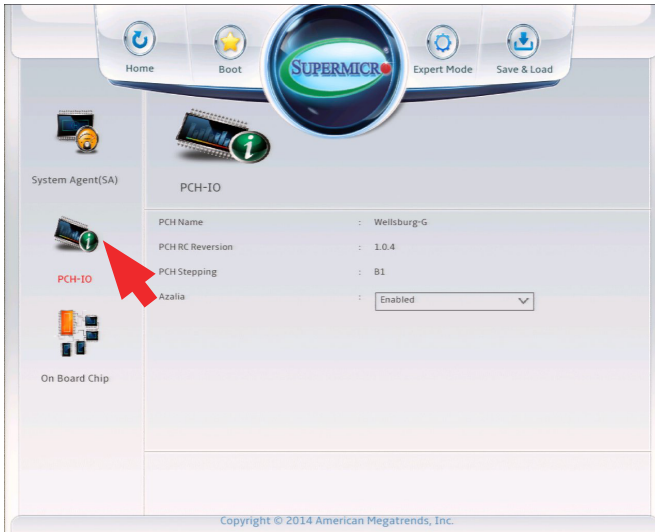 Home
Boot
SUPERMICR
Expert Mode
Save & Load
System Agent(SA)
PCH-IO
On Board Chip
PCH-IO
PCH Name : Wellsburg-G
PCH RC Reversion : 1.0.4
PCH Stepping : B1
Azalia : Enabled
Copyright © 2014 American Megatrends, Inc.